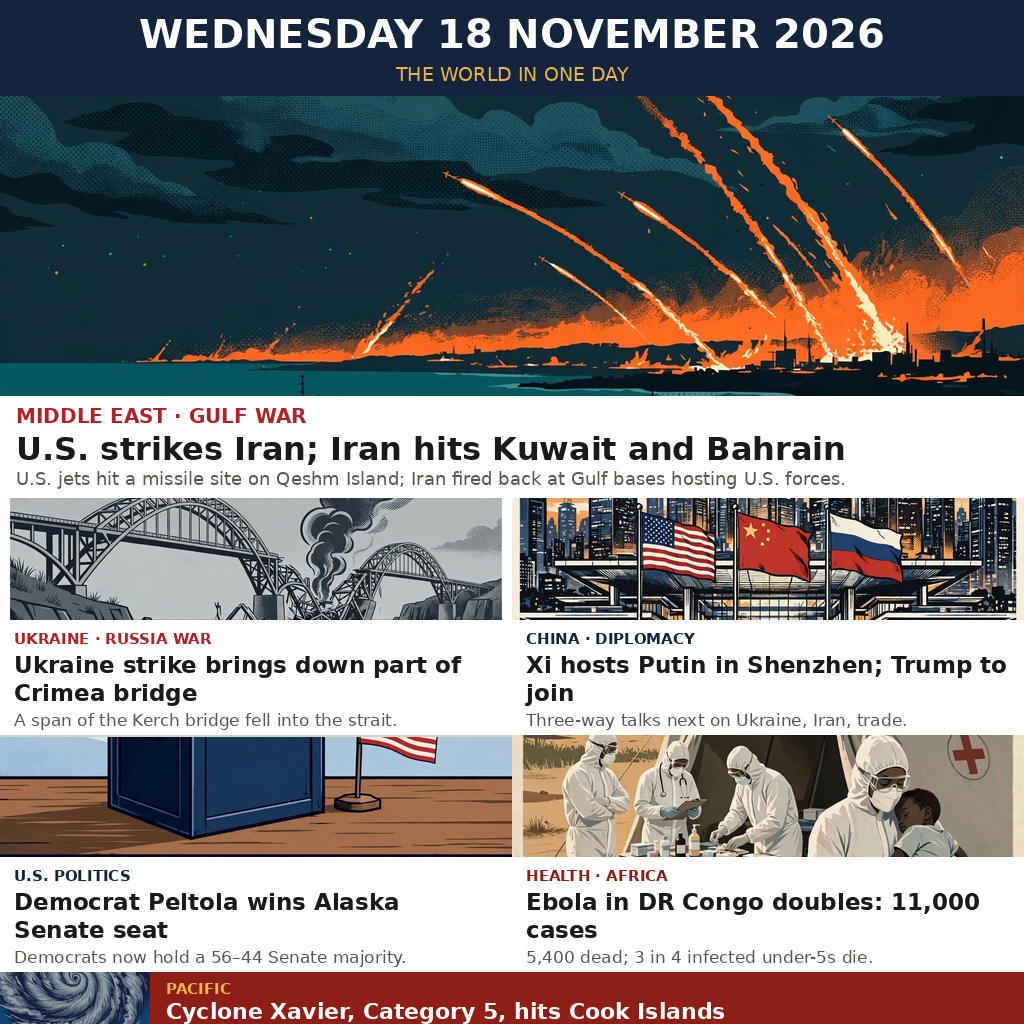 WEDNESDAY 18 NOVEMBER 2026
THE WORLD IN ONE DAY
MIDDLE EAST · GULF WAR
U.S. strikes Iran; Iran hits Kuwait and Bahrain
U.S. jets hit a missile site on Qeshm Island; Iran fired back at Gulf bases hosting U.S. forces.
UKRAINE · RUSSIA WAR
Ukraine strike brings down part of
Crimea bridge
A span of the Kerch bridge fell into the strait.
CHINA · DIPLOMACY
Xi hosts Putin in Shenzhen; Trump to
join
Three-way talks next on Ukraine, Iran, trade.
U.S. POLITICS
Democrat Peltola wins Alaska
Senate seat
Democrats now hold a 56–44 Senate majority.
HEALTH · AFRICA
Ebola in DR Congo doubles: 11,000
cases
5,400 dead; 3 in 4 infected under-5s die.
PACIFIC
Cyclone Xavier, Category 5, hits Cook Islands